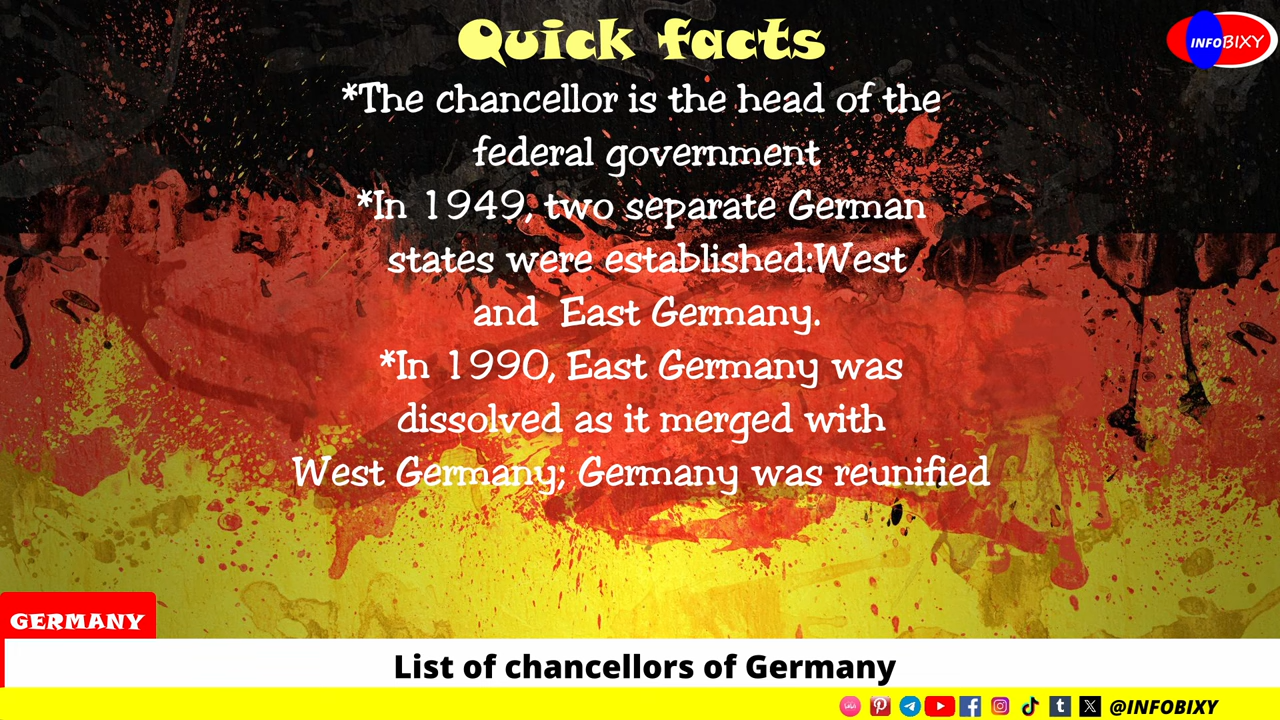 Quick facts
INFOBIXY
*The chancellor is the head of the
federal government
*In 1949, two separate German
states were established:West
and East Germany.
*In 1990, East Germany was
dissolved as it merged with
West Germany; Germany was reunified
GERMANY
List of chancellors of Germany
@INFOBIXY